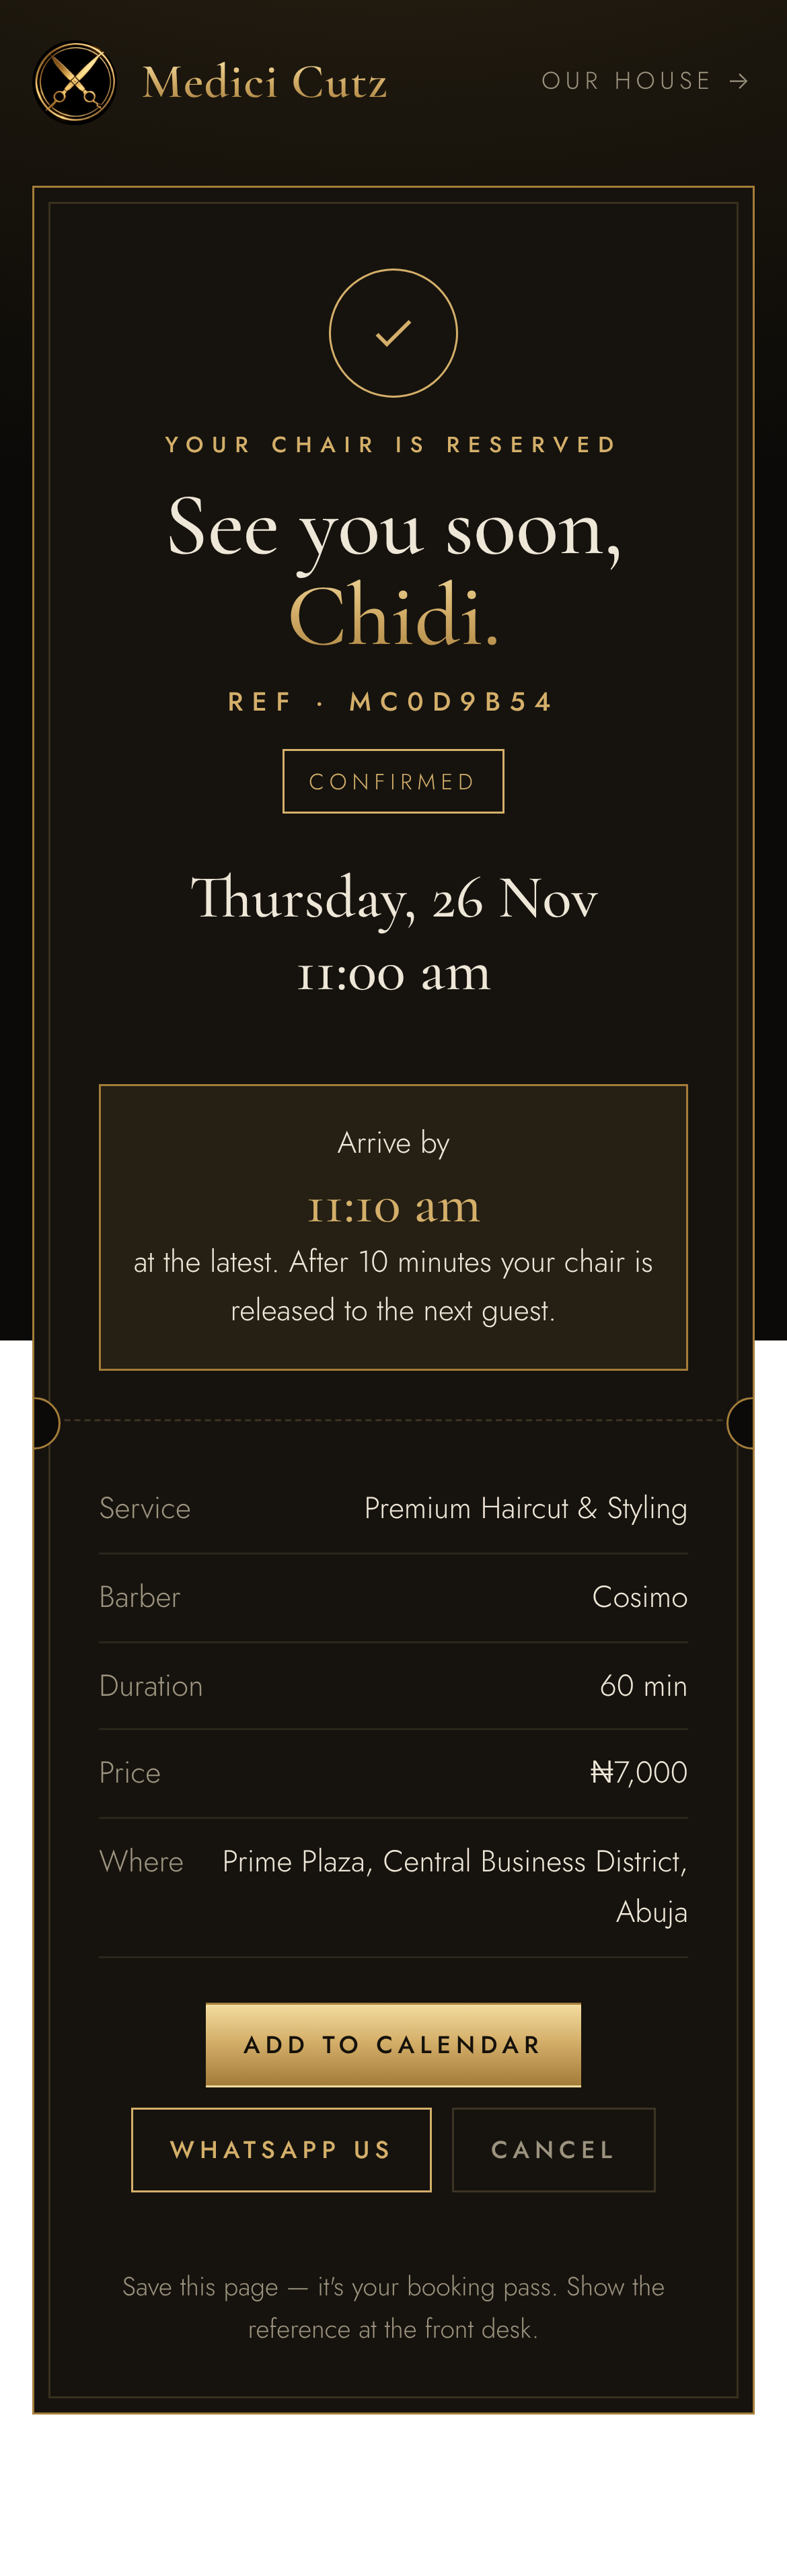 Medici Cutz
OUR HOUSE →
YOUR CHAIR IS RESERVED
See you soon,
Chidi.
REF · MC0D9B54
CONFIRMED
Thursday, 26 Nov
11:00 am
Arrive by
11:10 am
at the latest. After 10 minutes your chair is
released to the next guest.
Service Premium Haircut & Styling
Barber Cosimo
Duration 60 min
Price ₦7,000
Where Prime Plaza, Central Business District,
Abuja
ADD TO CALENDAR
WHATSAPP US CANCEL
Save this page — it's your booking pass. Show the
reference at the front desk.